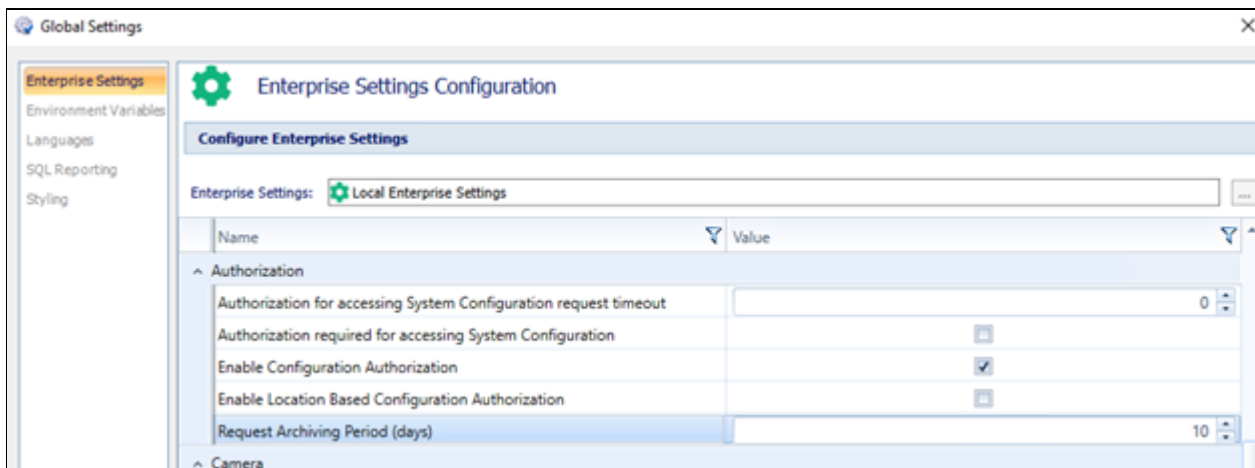 Global Settings
Enterprise Settings
Environment Variables
Languages
SQL Reporting
Styling
Enterprise Settings Configuration
Configure Enterprise Settings
Enterprise Settings: Local Enterprise Settings ...
Name Value
Authorization
Authorization for accessing System Configuration request timeout 0
Authorization required for accessing System Configuration
Enable Configuration Authorization
Enable Location Based Configuration Authorization
Request Archiving Period (days) 10
Camera